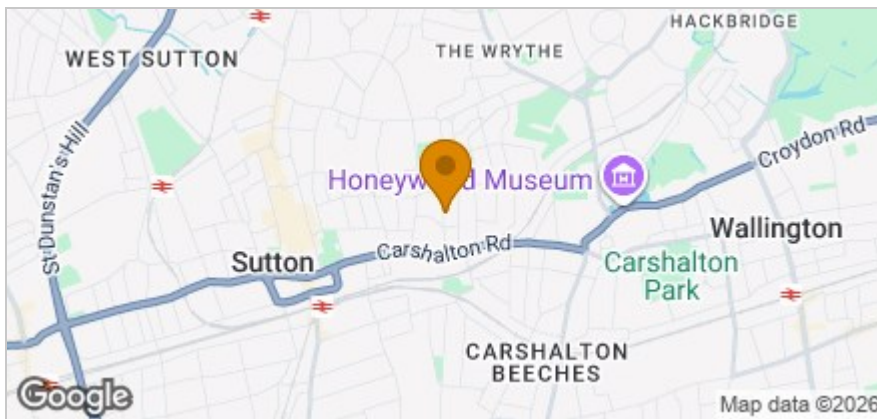 HACKBRIDGE
WEST SUTTON
THE WRYTHE
St Dunstan's Hill
Croydon Rd
Honeywood Museum
Wallington
Carshalton Rd
Sutton
Carshalton
Park
CARSHALTON
BEECHES
Google
Map data ©2026